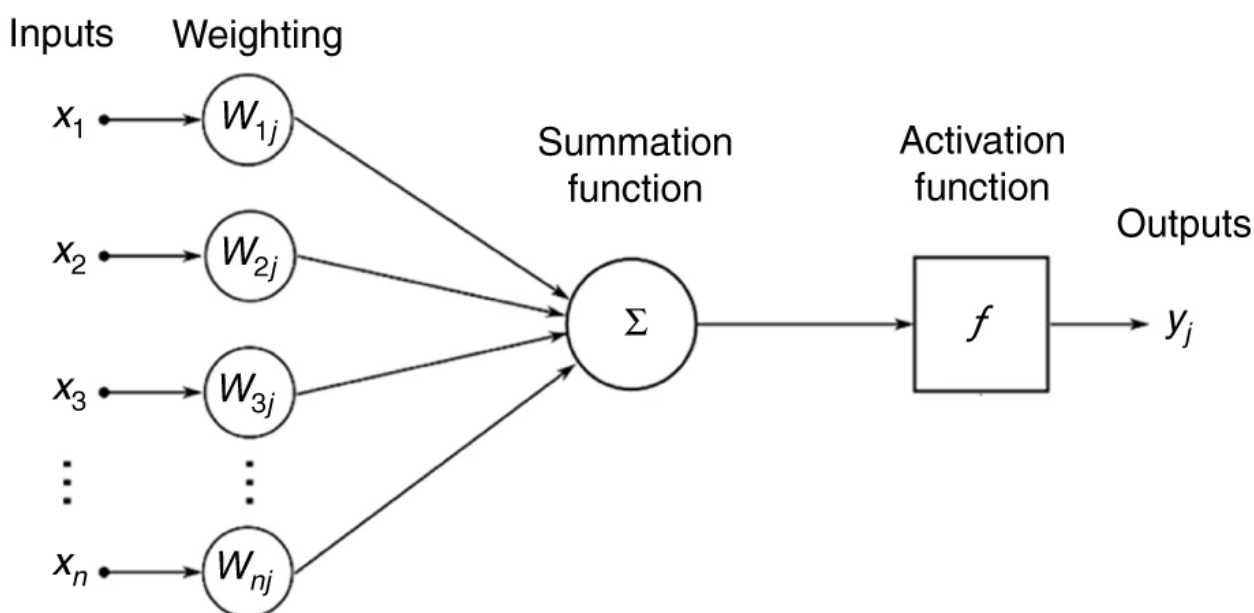 Inputs Weighting
x1 W1j
Summation function
Activation function
Outputs
x2 W2j
Σ
f
yj
x3 W3j
⋮ ⋮
xn Wnj